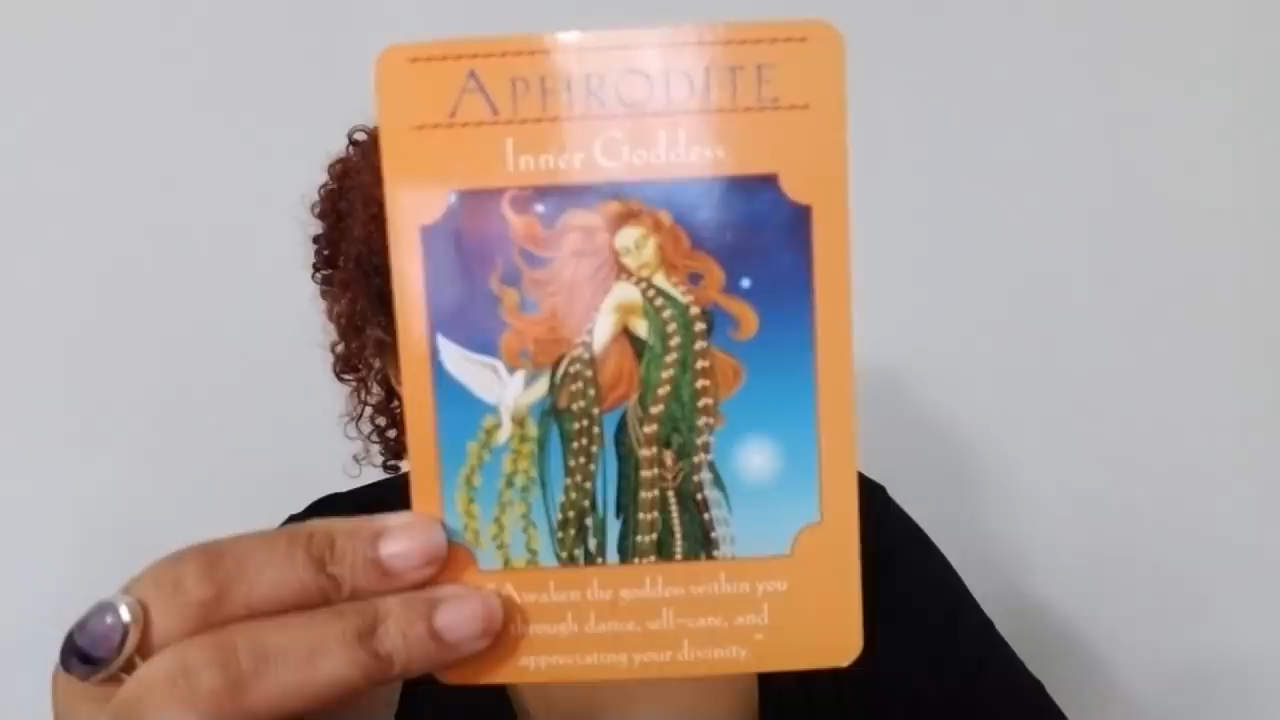 APHRODITE
Inner Goddess
"Awaken the goddess within you
through dance, self-care, and
appreciating your divinity."